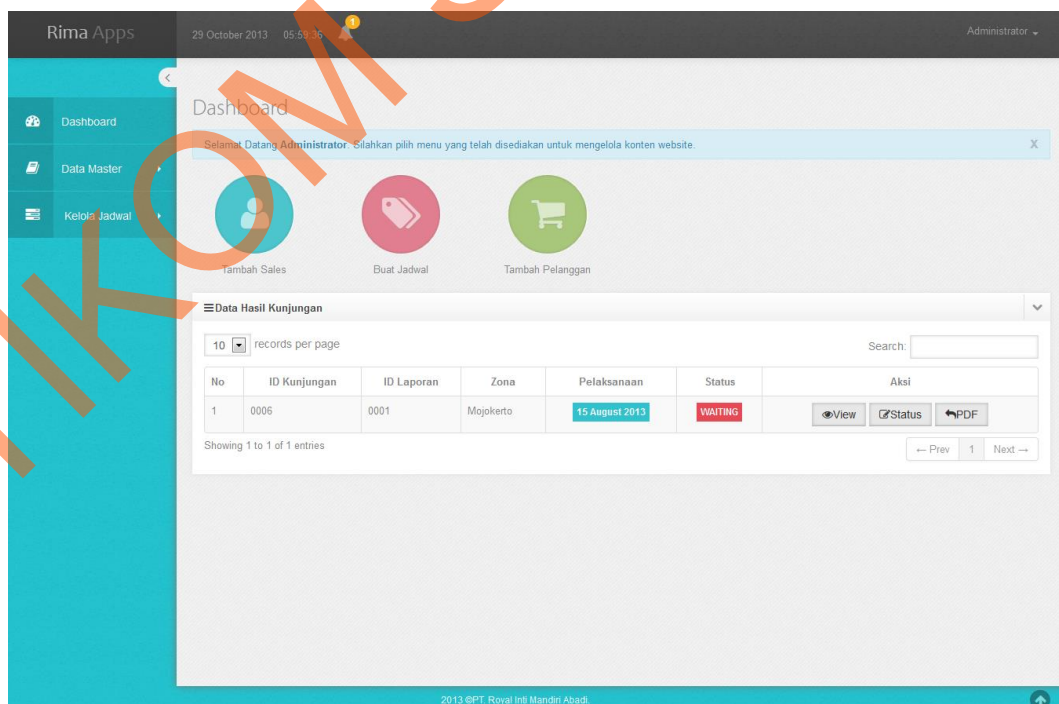 Rima Apps
29 October 2013 05:59:36 1
Administrator
Dashboard
Data Master
Kelola Jadwal
Dashboard
Selamat Datang Administrator. Silahkan pilih menu yang telah disediakan untuk mengelola konten website. X
Tambah Sales Buat Jadwal Tambah Pelanggan
Data Hasil Kunjungan
10 records per page Search:
No ID Kunjungan ID Laporan Zona Pelaksanaan Status Aksi
1 0006 0001 Mojokerto 15 August 2013 WAITING View Status PDF
Showing 1 to 1 of 1 entries ← Prev 1 Next →
2013 ©PT. Royal Inti Mandiri Abadi.
IKOM